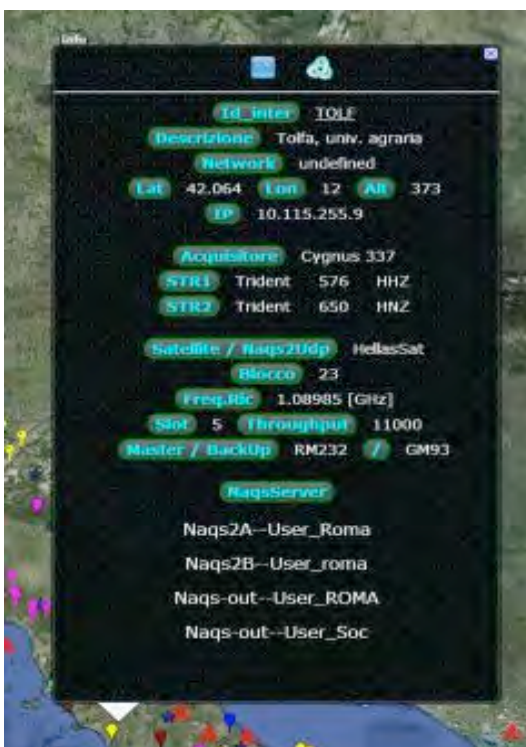 Info
Id_inter TOLF
Descrizione Tolfa, univ. agraria
Network undefined
Lat 42.064 Lon 12 Alt 373
IP 10.115.255.9
Acquisitore Cygnus 337
STR1 Trident 576 HHZ
STR2 Trident 650 HNZ
Satellite / Naqs2Udp HellasSat
Blocco 23
Freq.Ric 1.08985 [GHz]
Slot 5 Throughput 11000
Master / BackUp RM232 / GM93
NaqsServer
Naqs2A--User_Roma
Naqs2B--User_roma
Naqs-out--User_ROMA
Naqs-out--User_Soc